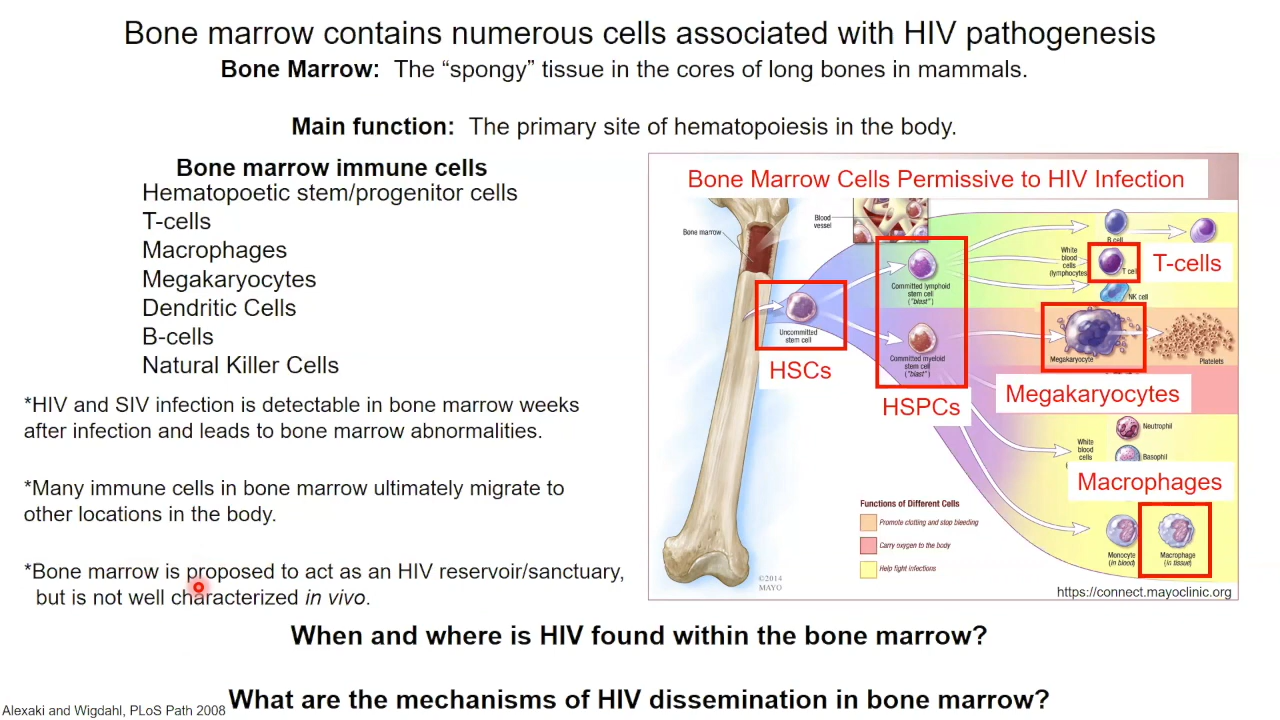 Bone marrow contains numerous cells associated with HIV pathogenesis
Bone Marrow: The “spongy” tissue in the cores of long bones in mammals.
Main function: The primary site of hematopoiesis in the body.
Bone marrow immune cells
Hematopoetic stem/progenitor cells
T-cells
Macrophages
Megakaryocytes
Dendritic Cells
B-cells
Natural Killer Cells
*HIV and SIV infection is detectable in bone marrow weeks
after infection and leads to bone marrow abnormalities.
*Many immune cells in bone marrow ultimately migrate to
other locations in the body.
*Bone marrow is proposed to act as an HIV reservoir/sanctuary,
but is not well characterized in vivo.
Bone Marrow Cells Permissive to HIV Infection
Bone marrow
Blood
vessel
Uncommitted
stem cell
HSCs
Committed lymphoid
stem cell
("blast")
Committed myeloid
stem cell
("blast")
HSPCs
B cell
White
blood
cells
(lymphocytes)
T cell
T-cells
NK cell
Megakaryocyte
Platelets
Megakaryocytes
Neutrophil
White
blood
cells
Basophil
Macrophages
Monocyte
(in blood)
Macrophage
(in tissue)
Functions of Different Cells
Promote clotting and stop bleeding
Carry oxygen to the body
Help fight infections
©2014
MAYO
https://connect.mayoclinic.org
When and where is HIV found within the bone marrow?
What are the mechanisms of HIV dissemination in bone marrow?
Alexaki and Wigdahl, PLoS Path 2008